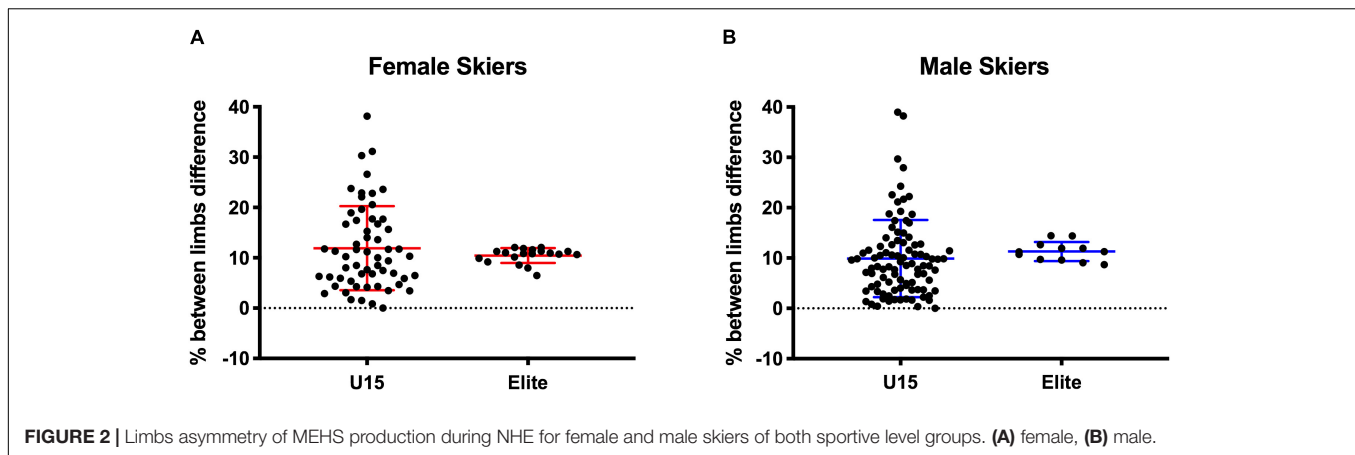 A
Female Skiers
% between limbs difference
40
30
20
10
0
-10
U15 Elite
B
Male Skiers
% between limbs difference
40
30
20
10
0
-10
U15 Elite
FIGURE 2 | Limbs asymmetry of MEHS production during NHE for female and male skiers of both sportive level groups. (A) female, (B) male.